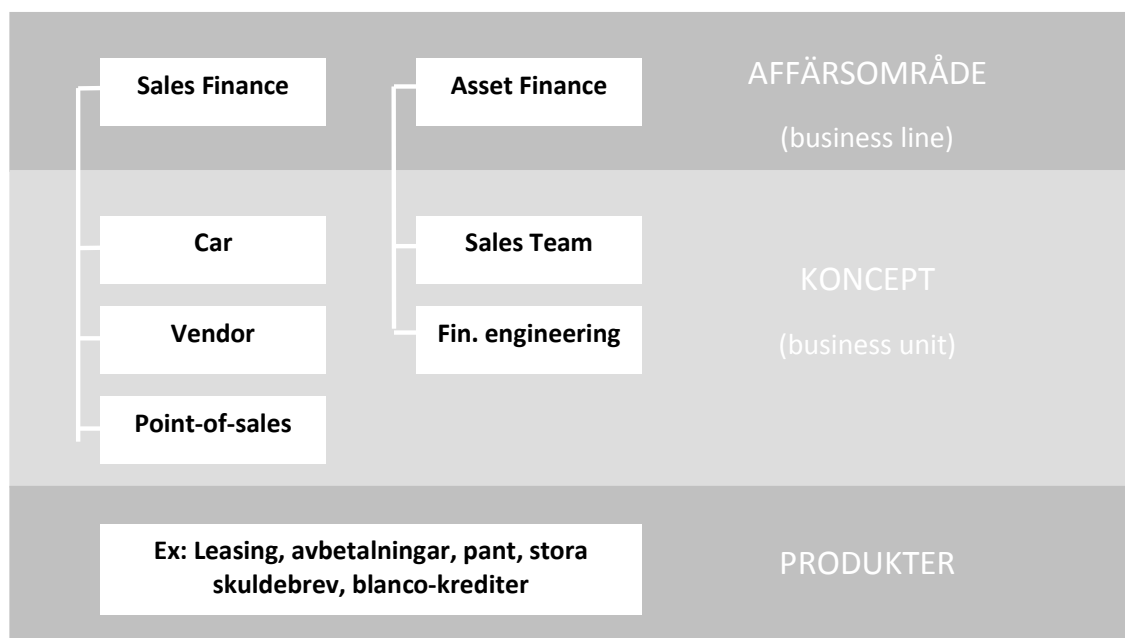 Sales Finance
Asset Finance
AFFÄRSOMRÅDE
(business line)
Car
Sales Team
KONCEPT
Vendor
Fin. engineering
(business unit)
Point-of-sales
Ex: Leasing, avbetalningar, pant, stora
skuldebrev, blanco-krediter
PRODUKTER